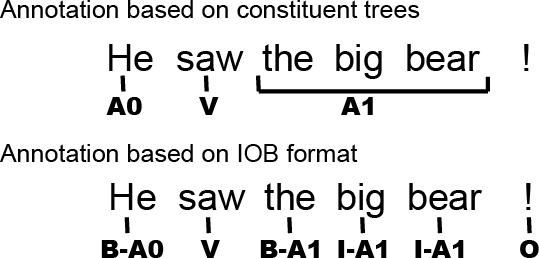 Annotation based on constituent trees
He saw the big bear !
A0 V A1
Annotation based on IOB format
He saw the big bear !
B-A0 V B-A1 I-A1 I-A1 O